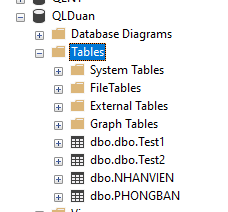 QLDuan
Database Diagrams
Tables
System Tables
FileTables
External Tables
Graph Tables
dbo.dbo.Test1
dbo.dbo.Test2
dbo.NHANVIEN
dbo.PHONGBAN